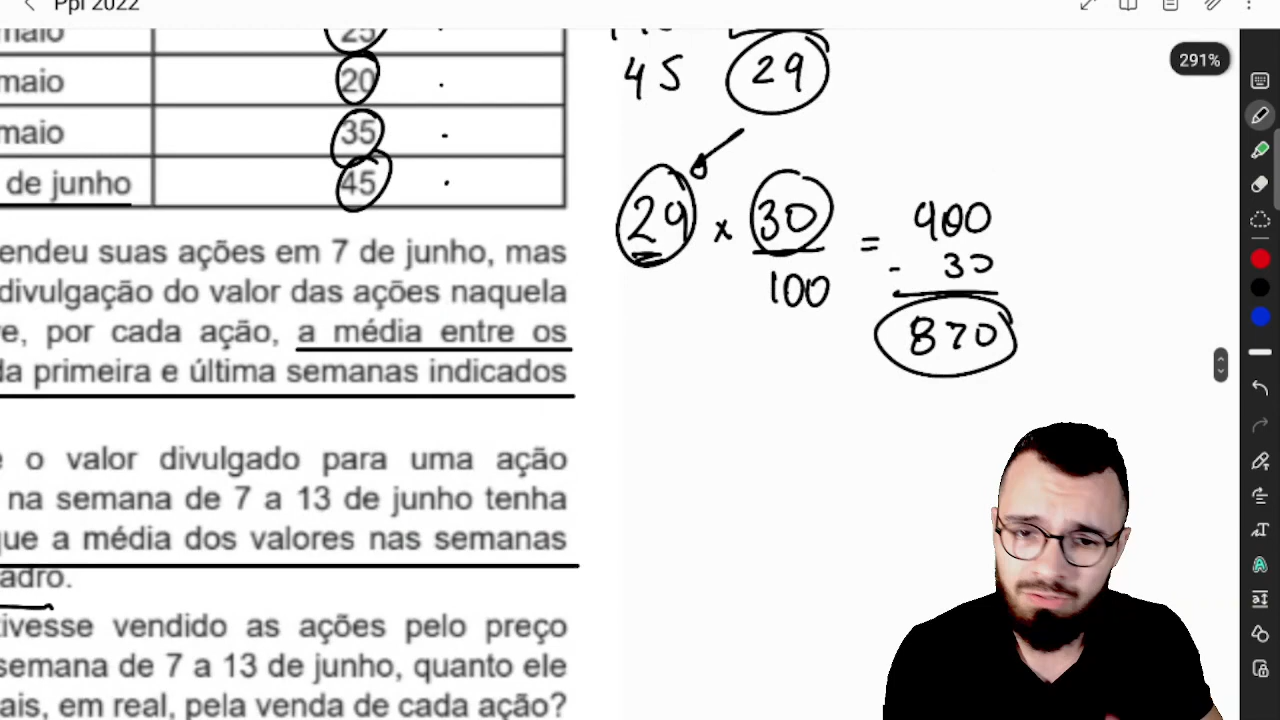 Ppl 2022
291%
maio 25
maio 20
maio 35
de junho 45
endeu suas ações em 7 de junho, mas
divulgação do valor das ações naquela
e, por cada ação, a média entre os
da primeira e última semanas indicados
e o valor divulgado para uma ação
na semana de 7 a 13 de junho tenha
que a média dos valores nas semanas
adro.
ivesse vendido as ações pelo preço
semana de 7 a 13 de junho, quanto ele
ais, em real, pela venda de cada ação?
45 29
29 x 30 = 900
100 - 30
870